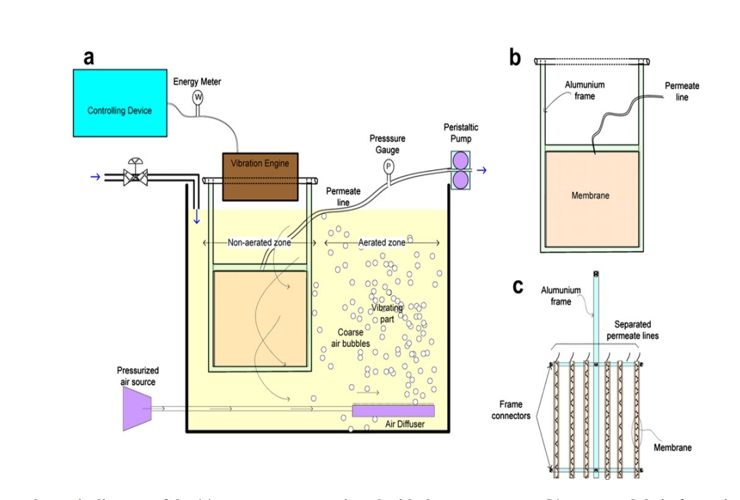 a
Energy Meter
W
Controlling Device
Vibration Engine
Presssure
Gauge
P
Peristaltic
Pump
Permeate
line
Non-aerated zone
Aerated zone
Vibrating
part
Coarse
air bubbles
Pressurized
air source
Air Diffuser
b
Alumunium
frame
Permeate
line
Membrane
c
Alumunium
frame
Separated
permeate lines
Frame
connectors
Membrane